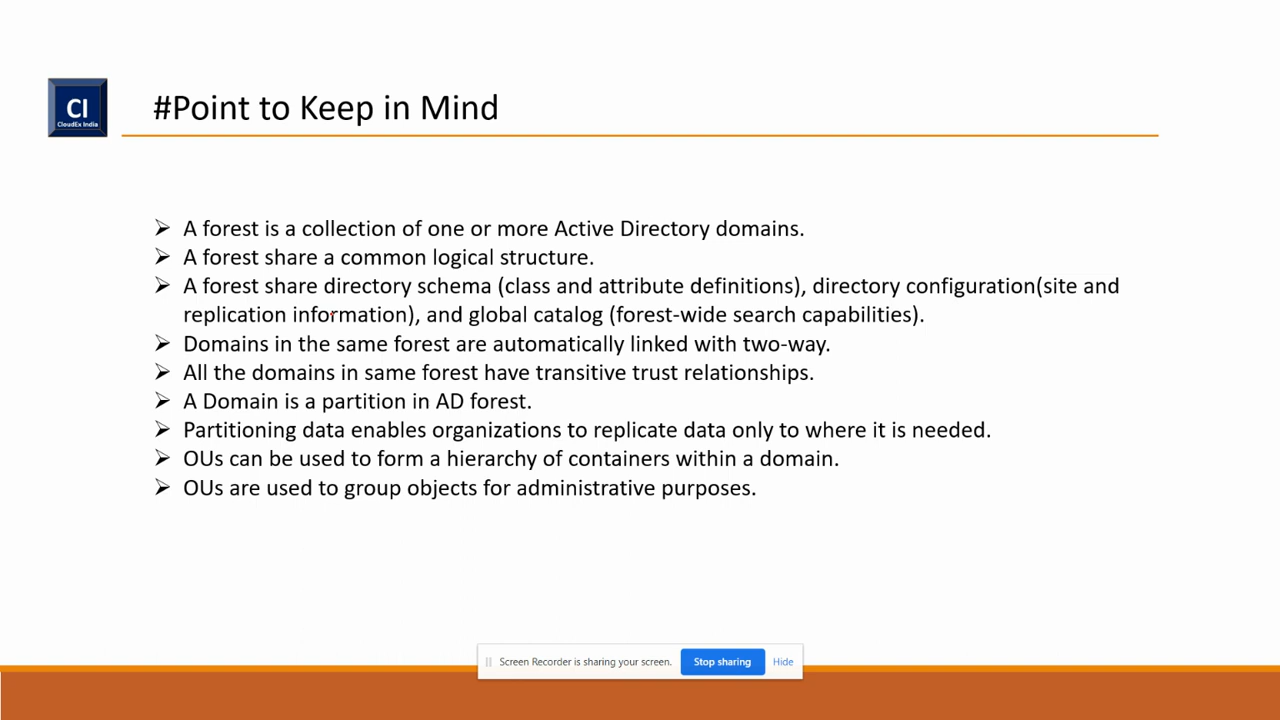 CI
CloudEx India
#Point to Keep in Mind
➢ A forest is a collection of one or more Active Directory domains.
➢ A forest share a common logical structure.
➢ A forest share directory schema (class and attribute definitions), directory configuration(site and
replication information), and global catalog (forest-wide search capabilities).
➢ Domains in the same forest are automatically linked with two-way.
➢ All the domains in same forest have transitive trust relationships.
➢ A Domain is a partition in AD forest.
➢ Partitioning data enables organizations to replicate data only to where it is needed.
➢ OUs can be used to form a hierarchy of containers within a domain.
➢ OUs are used to group objects for administrative purposes.
Screen Recorder is sharing your screen. Stop sharing Hide